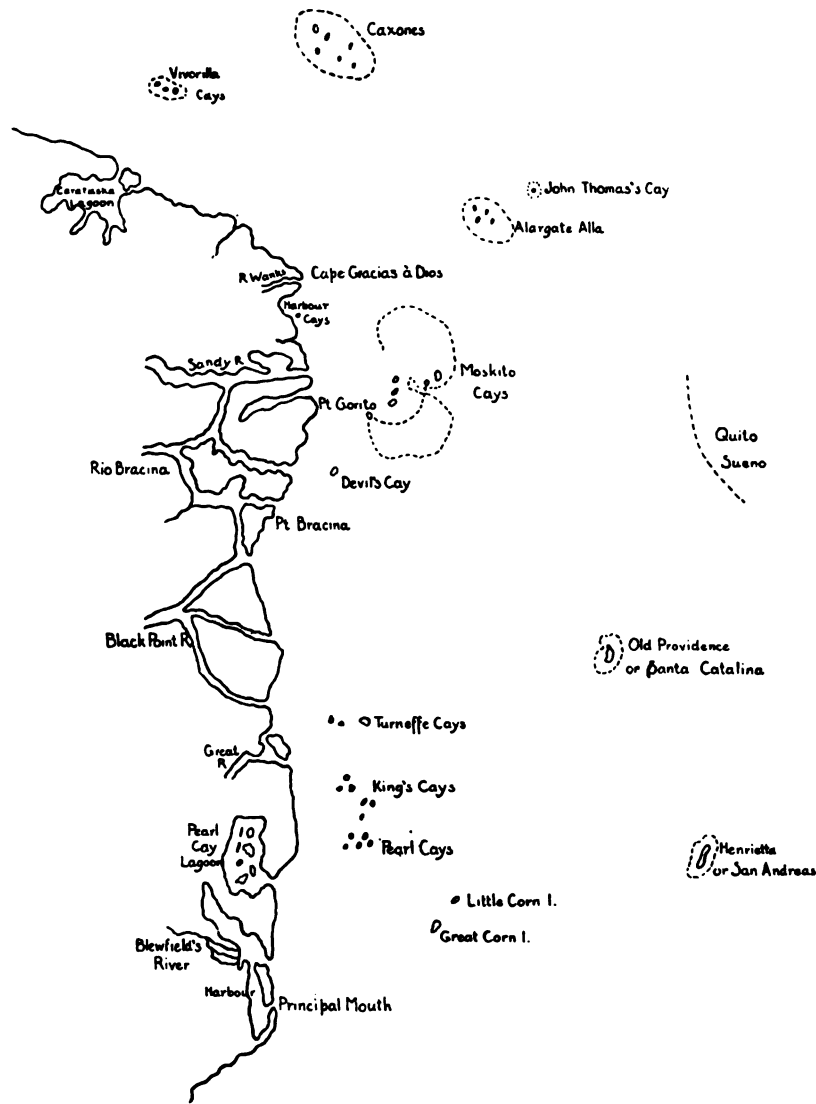 Caxones
Vivorilla
Cays
Carataska
Lagoon
John Thomas's Cay
Alargate Alla
R Wanks
Cape Gracias à Dios
Harbour
Cays
Sandy R
Moskito
Cays
Pt Gorito
Quito
Sueno
Rio Bracina
Devil's Cay
Pt Bracina
Black Point R.
Old Providence
or Santa Catalina
Turneffe Cays
Great
R
King's Cays
Pearl
Cay
Lagoon
Pearl Cays
Henrietta
or San Andreas
Little Corn I.
Great Corn I.
Blewfield's
River
Harbour
Principal Mouth